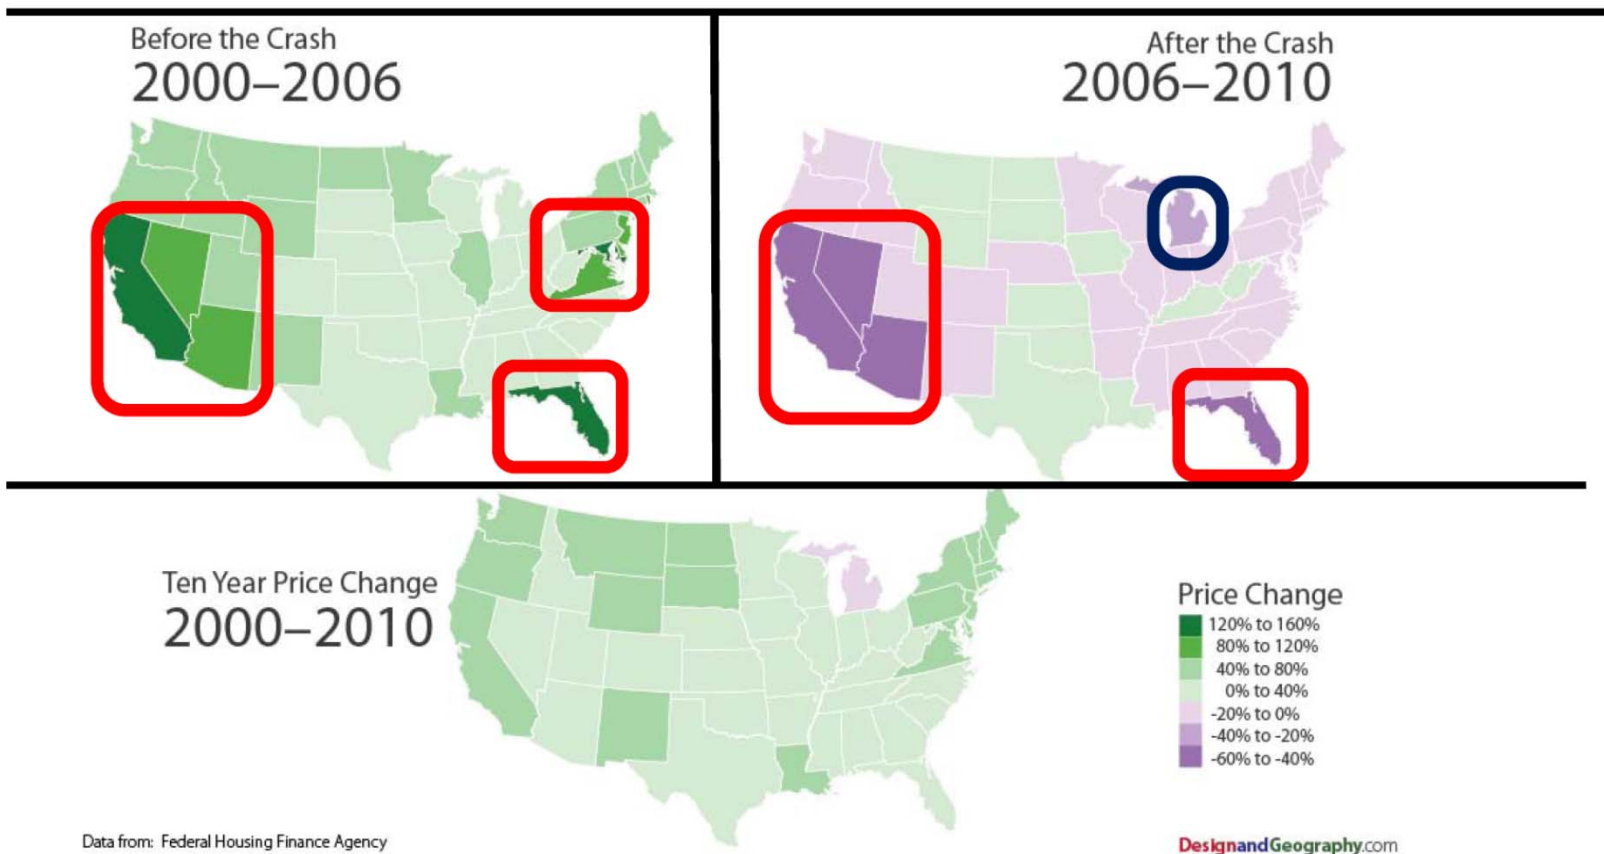 Before the Crash
2000–2006
After the Crash
2006–2010
Ten Year Price Change
2000–2010
Price Change
120% to 160%
80% to 120%
40% to 80%
0% to 40%
-20% to 0%
-40% to -20%
-60% to -40%
Data from: Federal Housing Finance Agency
DesignandGeography.com